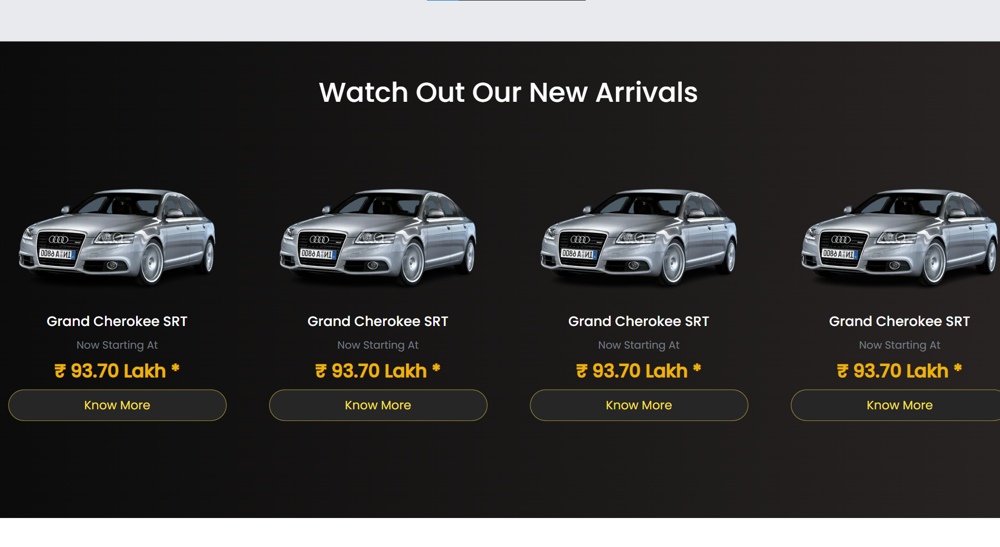 Watch Out Our New Arrivals
Grand Cherokee SRT
Now Starting At
₹ 93.70 Lakh *
Know More
Grand Cherokee SRT
Now Starting At
₹ 93.70 Lakh *
Know More
Grand Cherokee SRT
Now Starting At
₹ 93.70 Lakh *
Know More
Grand Cherokee SRT
Now Starting At
₹ 93.70 Lakh *
Know More